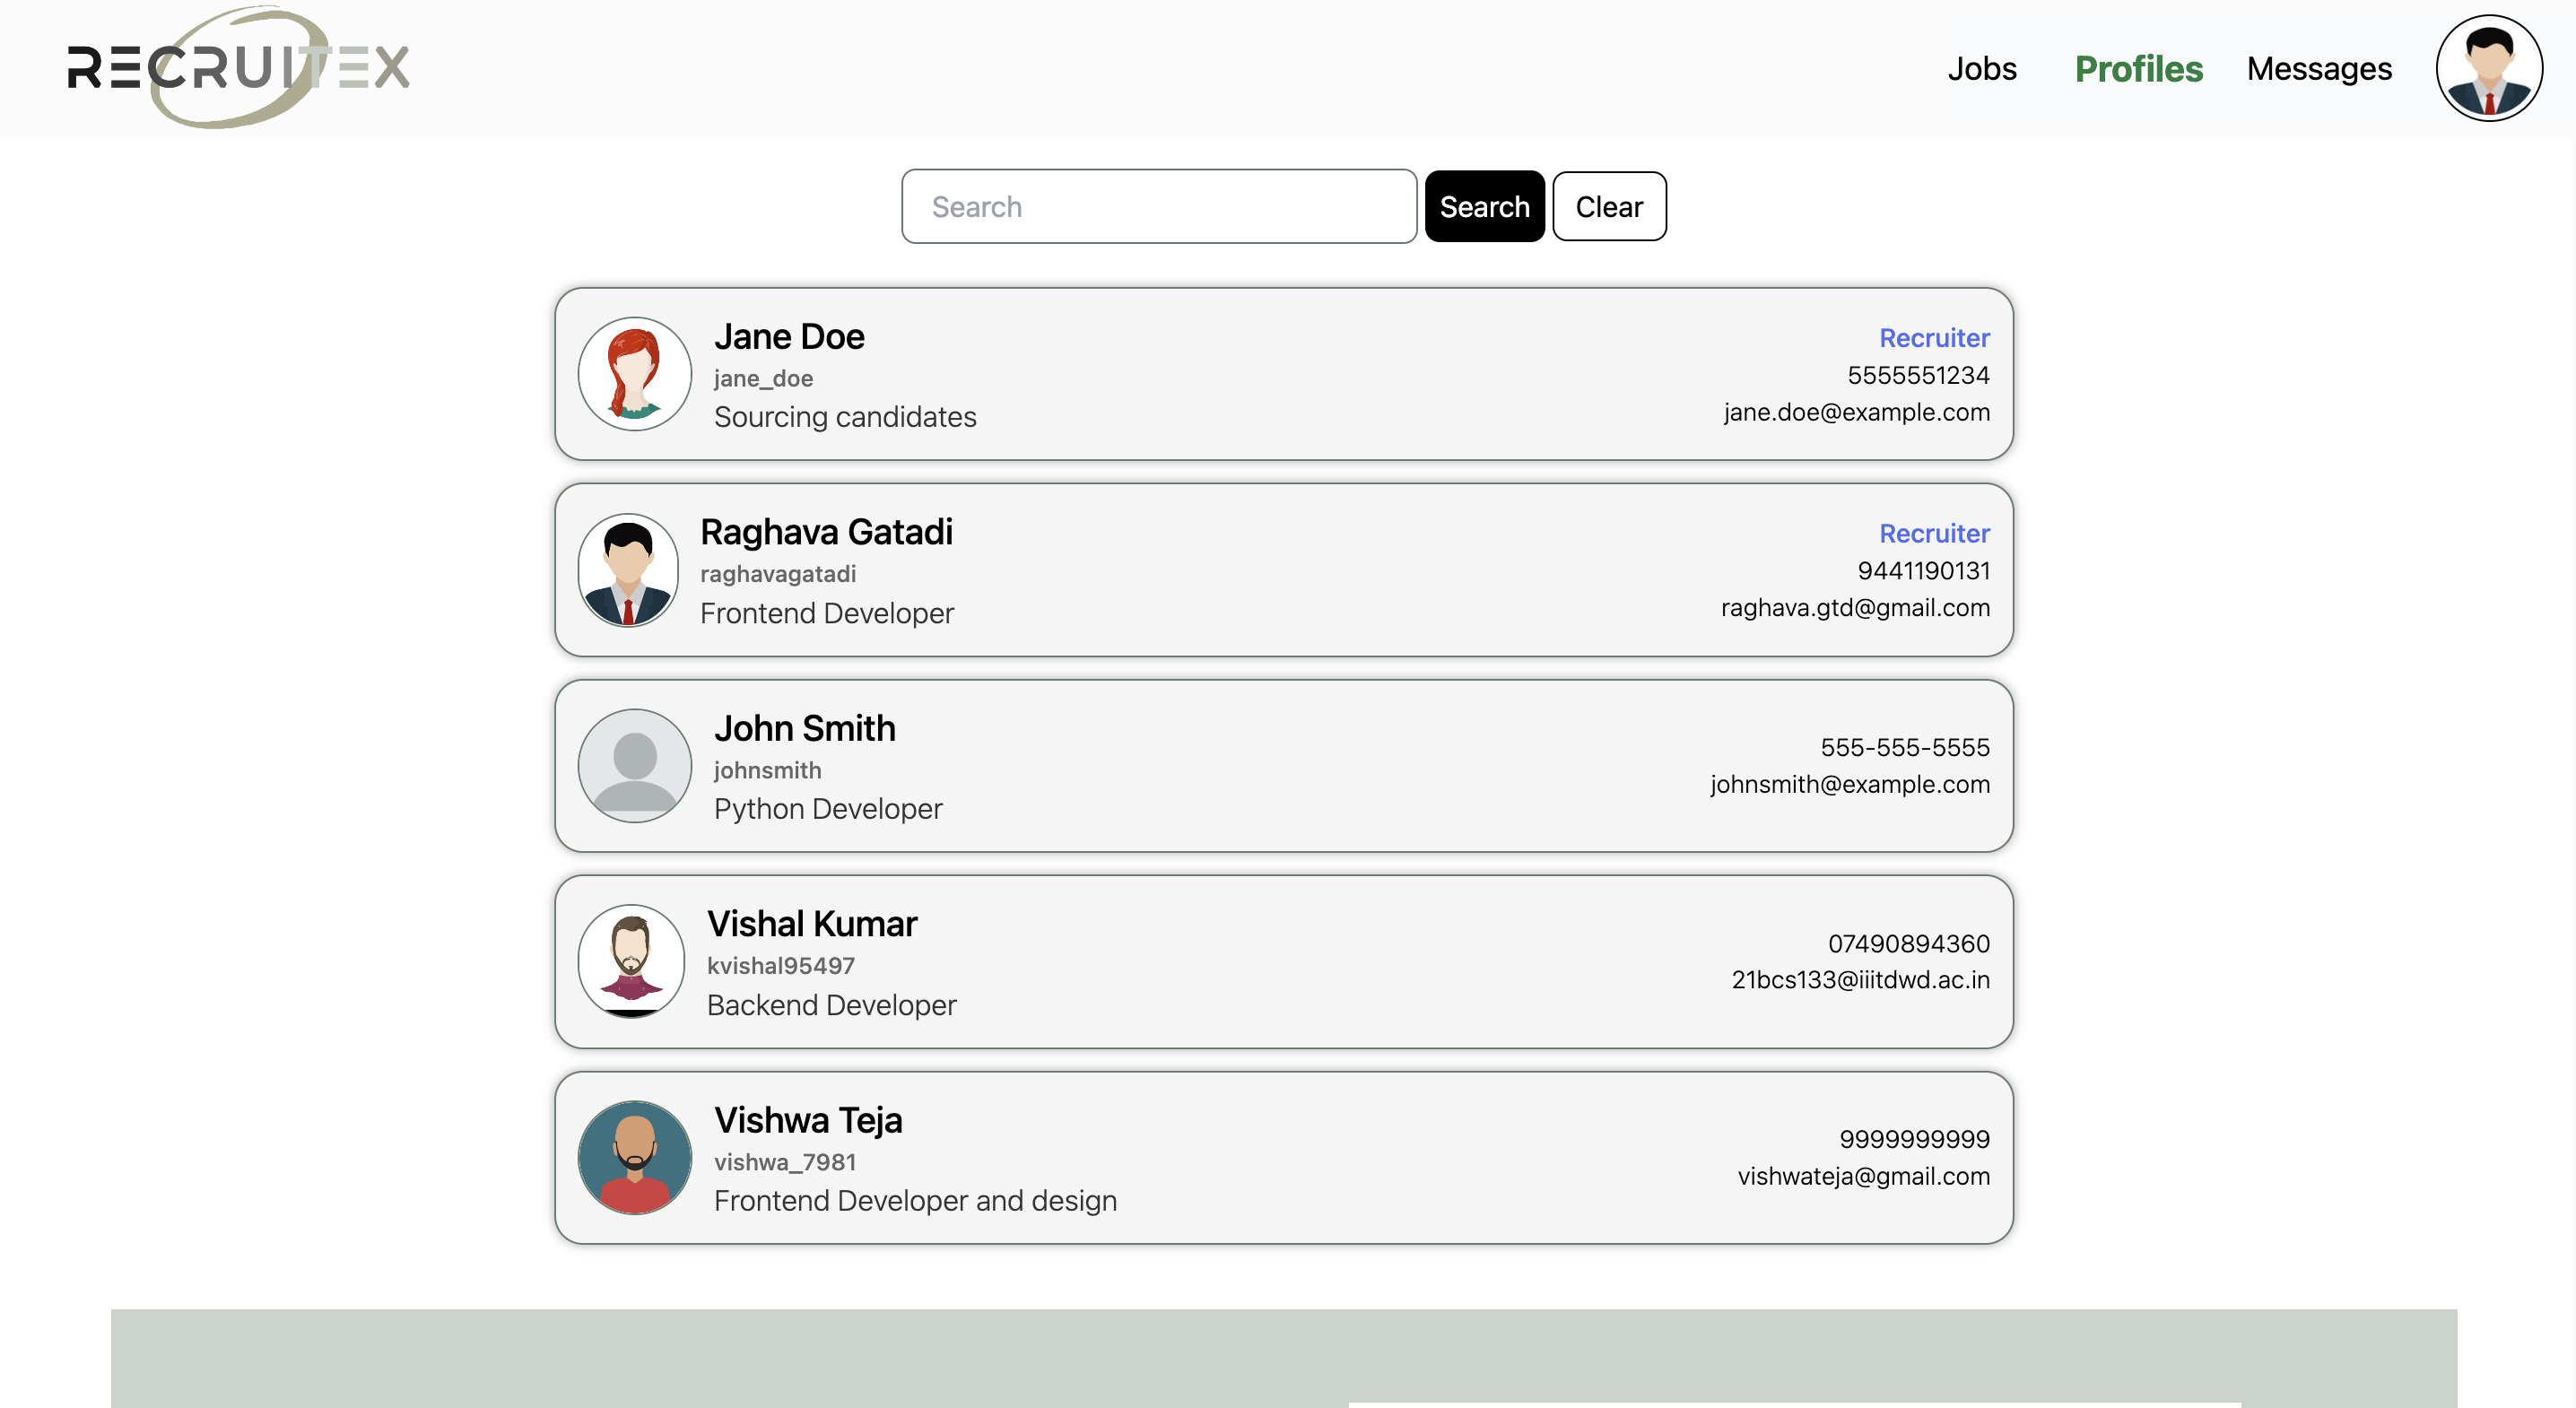 RECRUITEX
Jobs Profiles Messages
Search Search Clear
Jane Doe
jane_doe
Sourcing candidates
Recruiter
5555551234
jane.doe@example.com
Raghava Gatadi
raghavagatadi
Frontend Developer
Recruiter
9441190131
raghava.gtd@gmail.com
John Smith
johnsmith
Python Developer
555-555-5555
johnsmith@example.com
Vishal Kumar
kvishal95497
Backend Developer
07490894360
21bcs133@iiitdwd.ac.in
Vishwa Teja
vishwa_7981
Frontend Developer and design
9999999999
vishwateja@gmail.com